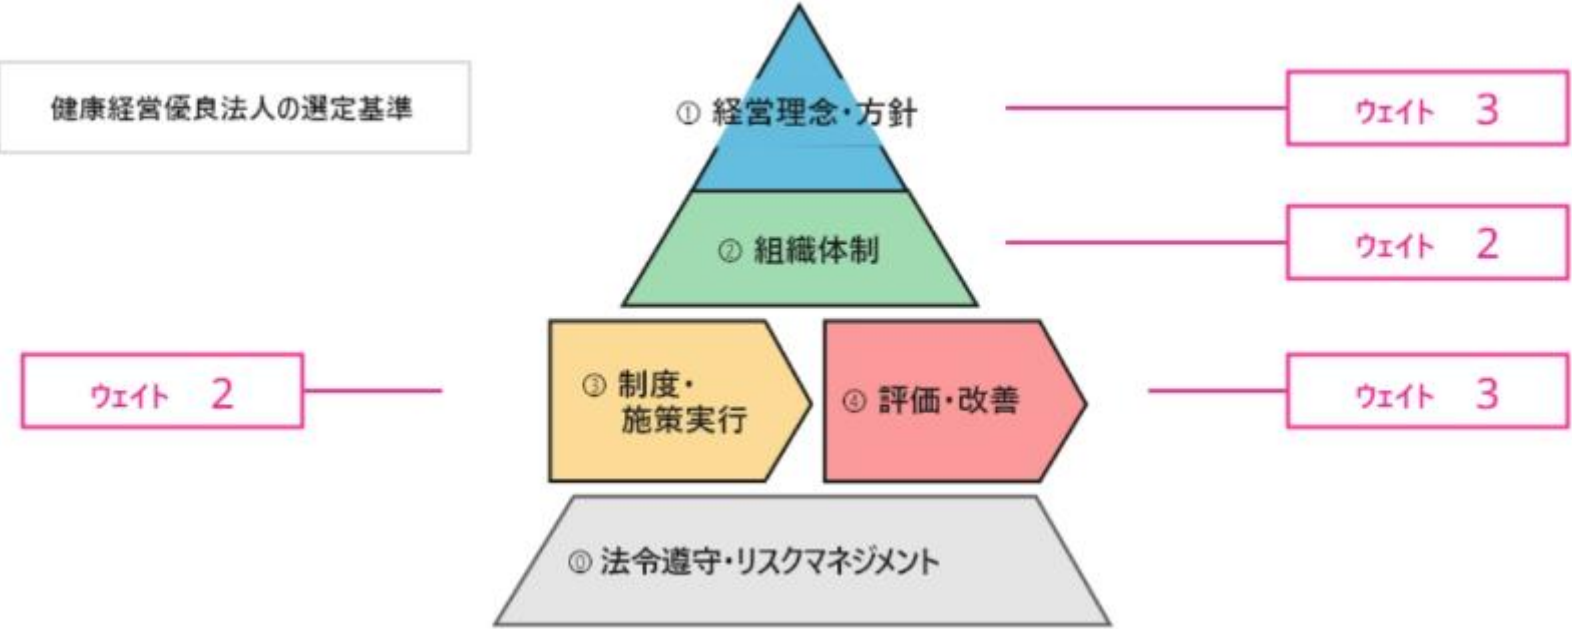 健康経営優良法人の選定基準
① 経営理念・方針
ウェイト 3
② 組織体制
ウェイト 2
ウェイト 2
③ 制度・
施策実行
④ 評価・改善
ウェイト 3
⓪ 法令遵守・リスクマネジメント